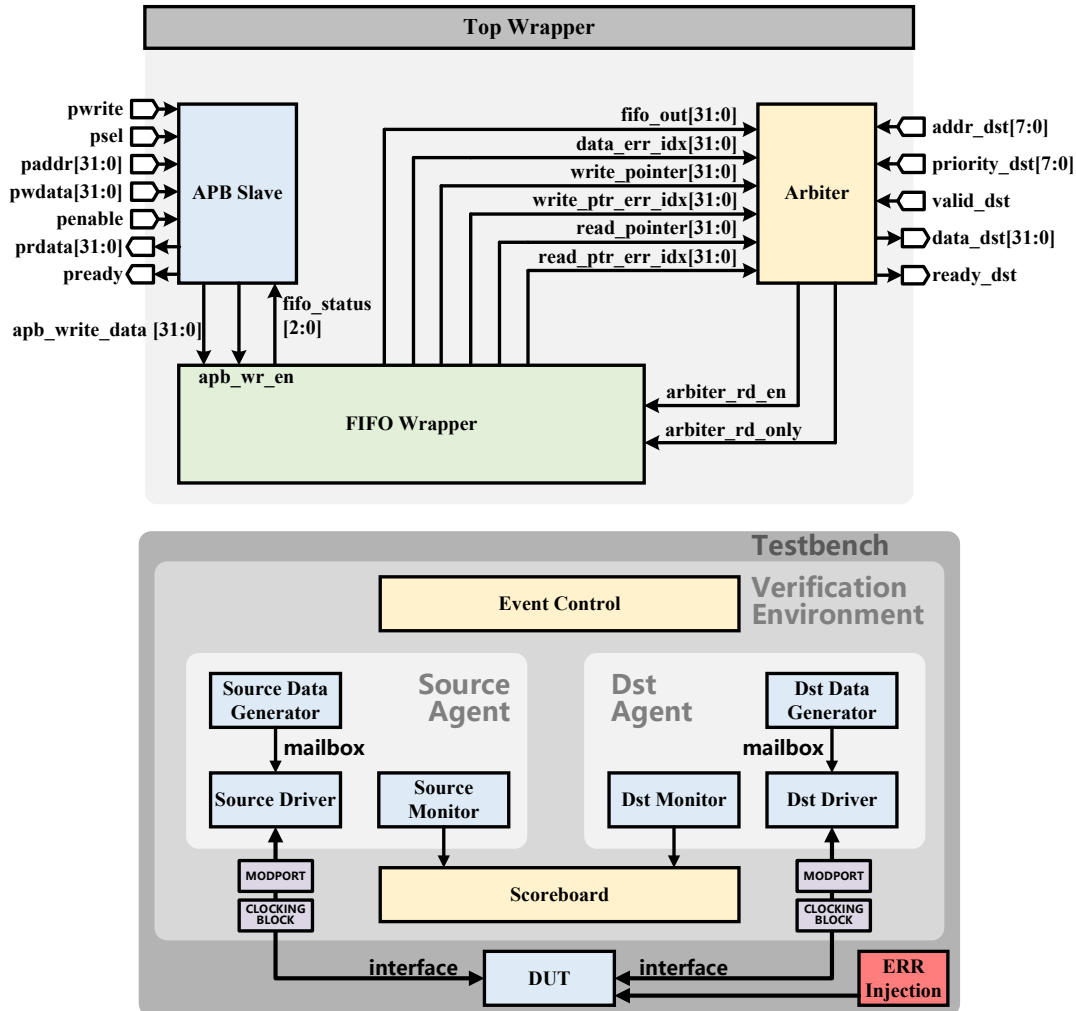 Top Wrapper
pwrite
psel
paddr[31:0]
pwdata[31:0]
penable
prdata[31:0]
pready
APB Slave
fifo_out[31:0]
data_err_idx[31:0]
write_pointer[31:0]
write_ptr_err_idx[31:0]
read_pointer[31:0]
read_ptr_err_idx[31:0]
Arbiter
addr_dst[7:0]
priority_dst[7:0]
valid_dst
data_dst[31:0]
ready_dst
apb_write_data [31:0]
fifo_status
[2:0]
apb_wr_en
FIFO Wrapper
arbiter_rd_en
arbiter_rd_only
Testbench
Verification
Environment
Event Control
Source Data
Generator
Source
Agent
mailbox
Source Driver
Source
Monitor
Dst
Agent
Dst Data
Generator
mailbox
Dst Monitor
Dst Driver
MODPORT
CLOCKING
BLOCK
Scoreboard
MODPORT
CLOCKING
BLOCK
interface
DUT
interface
ERR
Injection